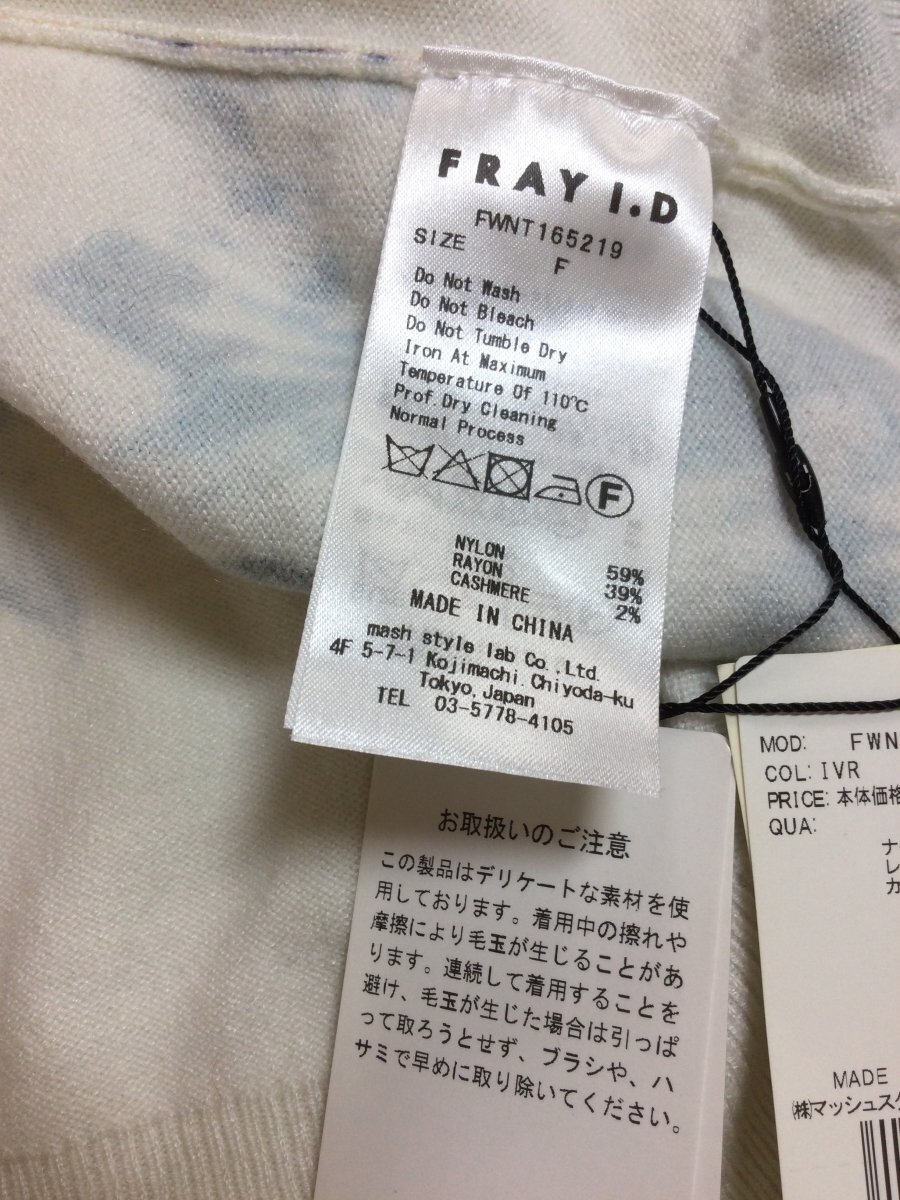 FRAY I.D
FWNT165219
SIZE
F
Do Not Wash
Do Not Bleach
Do Not Tumble Dry
Iron At Maximum
Temperature Of 110℃
Prof.Dry Cleaning
Normal Process
F
NYLON 59%
RAYON 39%
CASHMERE 2%
MADE IN CHINA
mash style lab Co.,Ltd.
4F 5-7-1 Kojimachi.Chiyoda-ku
Tokyo,Japan
TEL 03-5778-4105
お取扱いのご注意
この製品はデリケートな素材を使
用しております。着用中の擦れや
摩擦により毛玉が生じることがあ
ります。連続して着用することを
避け、毛玉が生じた場合は引っぱ
って取ろうとせず、ブラシや、ハ
サミで早めに取り除いてください。
MOD: FWN
COL: IVR
PRICE: 本体価格
QUA:
ナ
レ
カ
MADE
㈱マッシュスタ